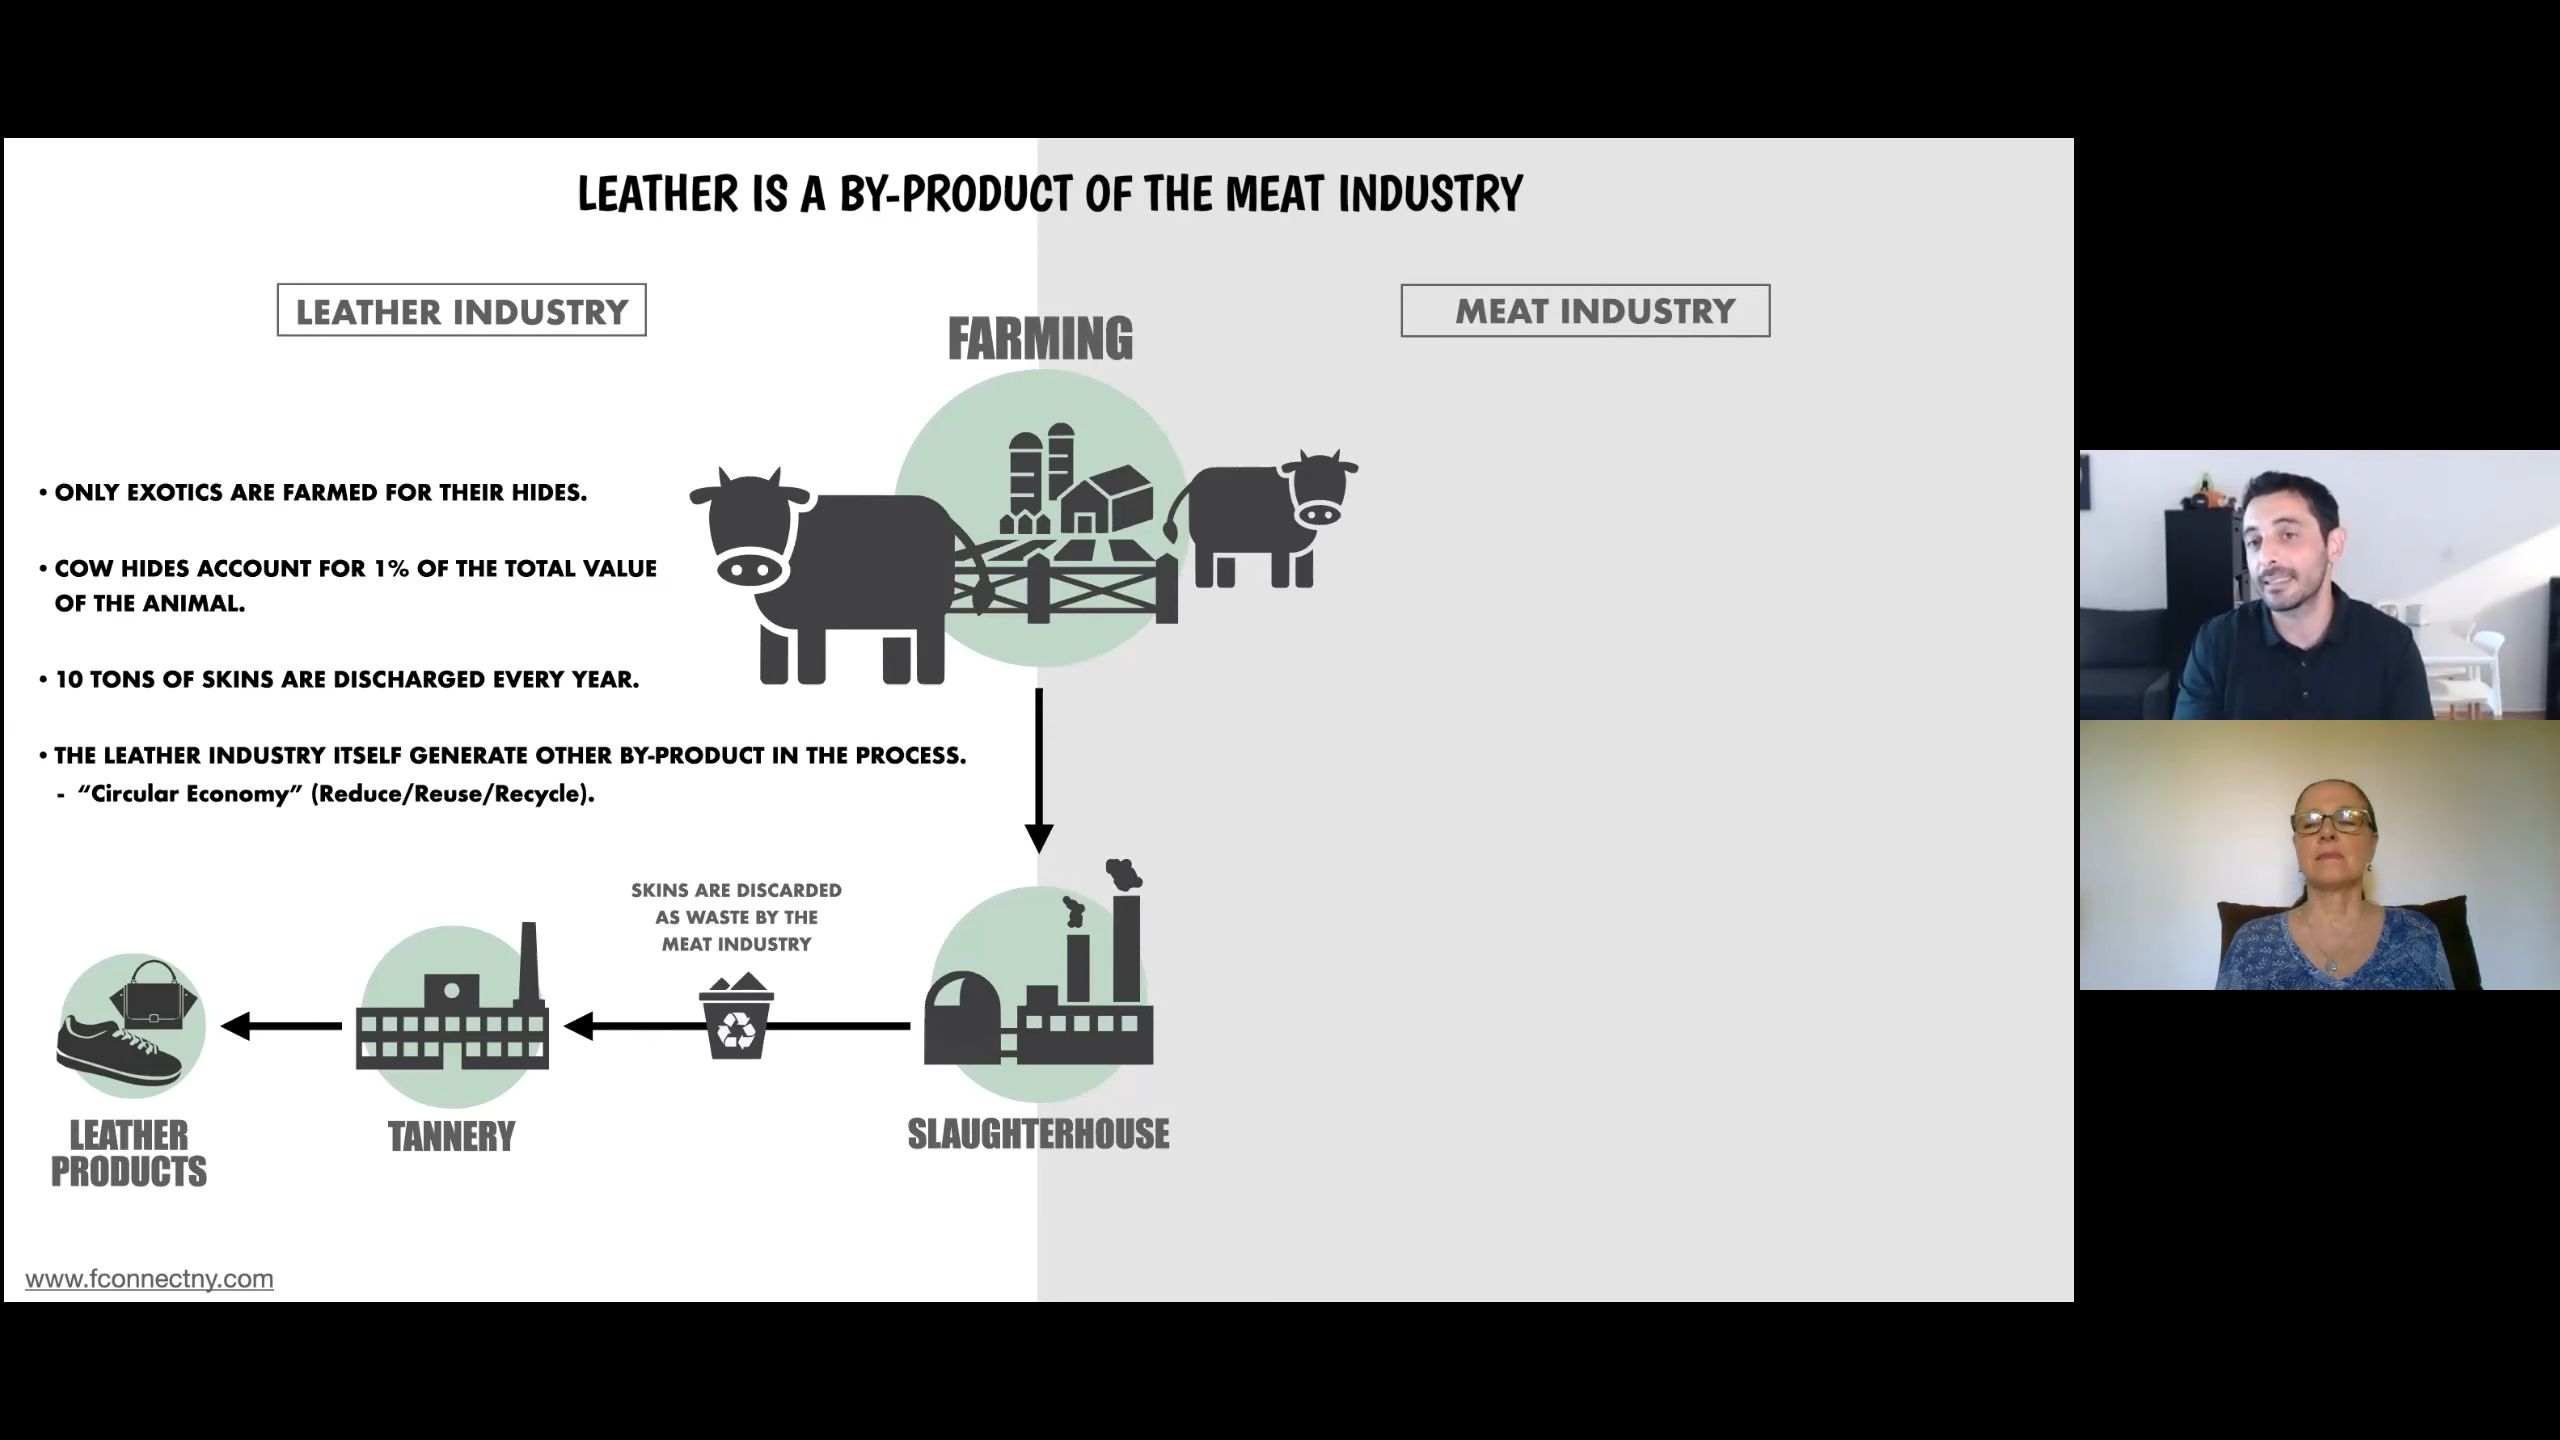 LEATHER IS A BY-PRODUCT OF THE MEAT INDUSTRY
LEATHER INDUSTRY
MEAT INDUSTRY
FARMING
• ONLY EXOTICS ARE FARMED FOR THEIR HIDES.
• COW HIDES ACCOUNT FOR 1% OF THE TOTAL VALUE
OF THE ANIMAL.
• 10 TONS OF SKINS ARE DISCHARGED EVERY YEAR.
• THE LEATHER INDUSTRY ITSELF GENERATE OTHER BY-PRODUCT IN THE PROCESS.
- “Circular Economy” (Reduce/Reuse/Recycle).
SKINS ARE DISCARDED
AS WASTE BY THE
MEAT INDUSTRY
LEATHER
PRODUCTS
TANNERY
SLAUGHTERHOUSE
www.fconnectny.com